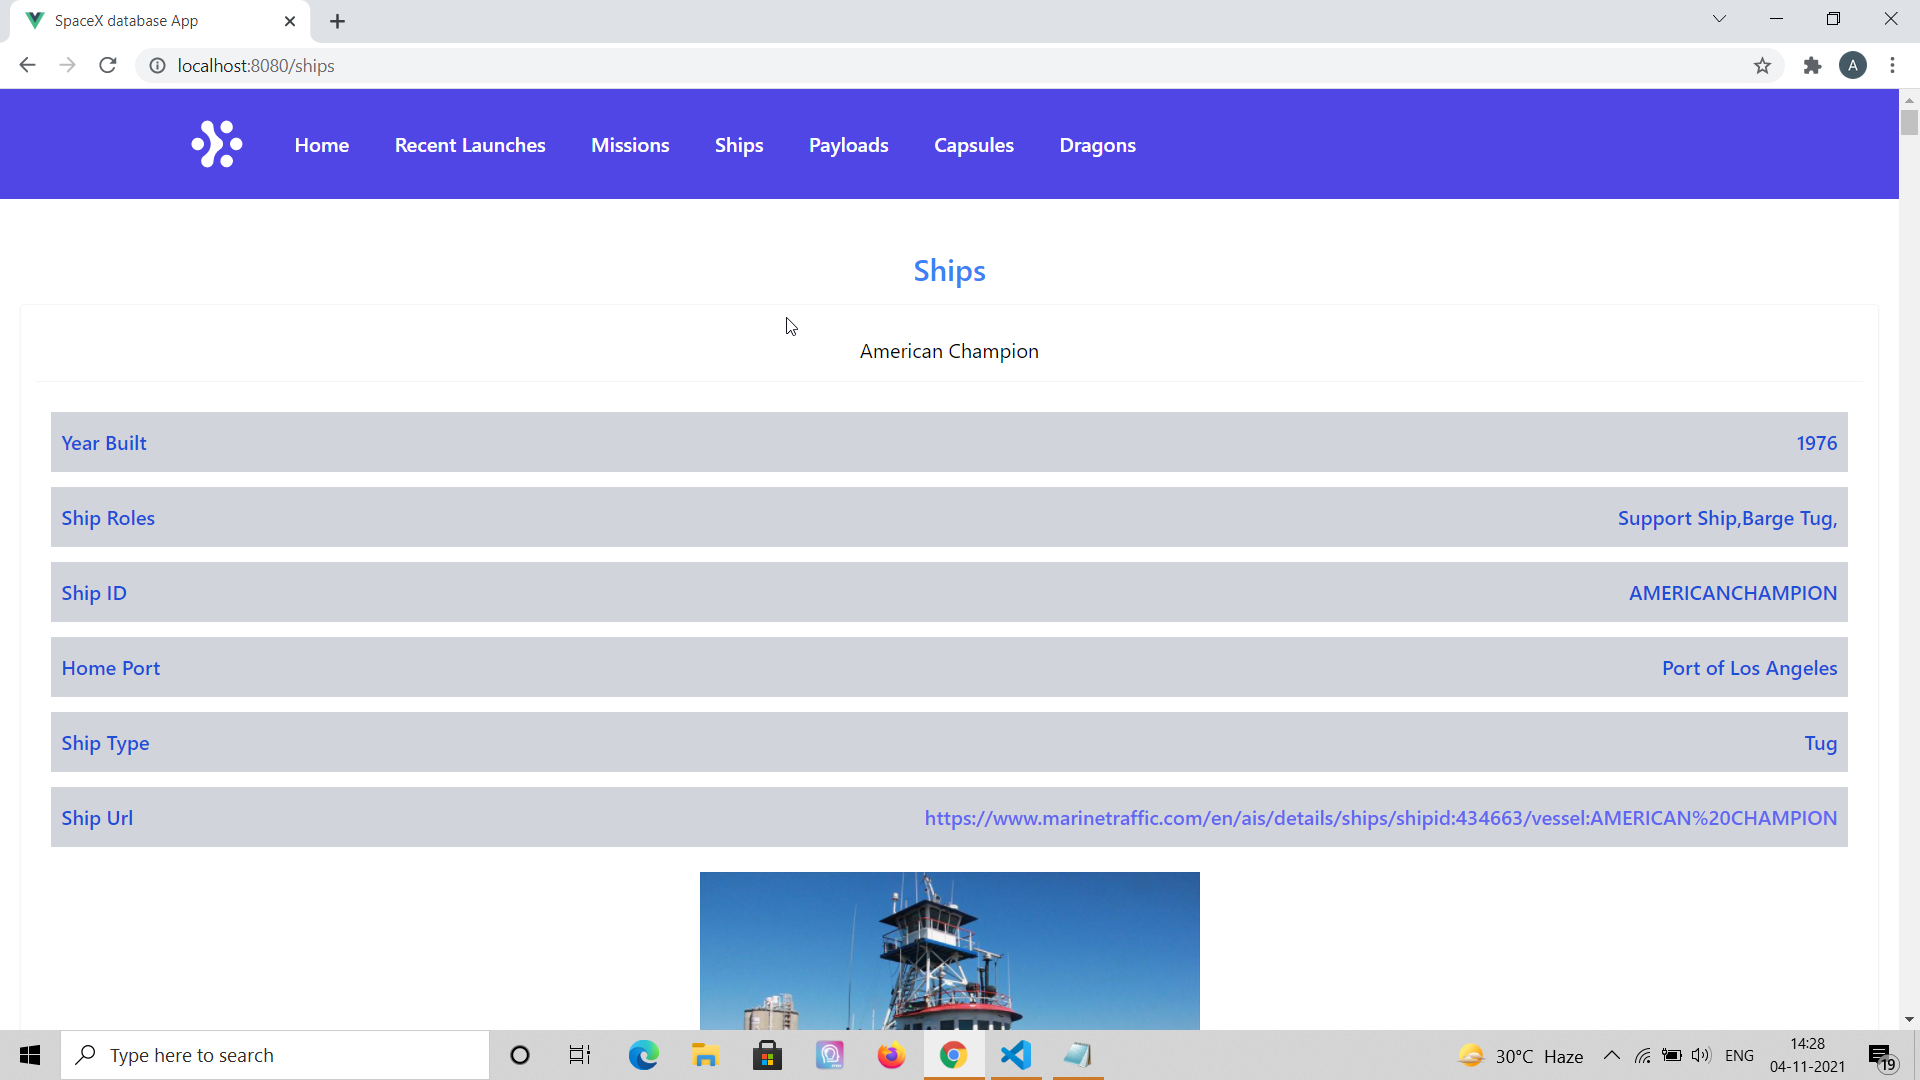 SpaceX database App
localhost:8080/ships
A
Home Recent Launches Missions Ships Payloads Capsules Dragons
Ships
American Champion
Year Built 1976
Ship Roles Support Ship,Barge Tug,
Ship ID AMERICANCHAMPION
Home Port Port of Los Angeles
Ship Type Tug
Ship Url https://www.marinetraffic.com/en/ais/details/ships/shipid:434663/vessel:AMERICAN%20CHAMPION
Type here to search
30°C Haze
ENG
14:28
04-11-2021
19